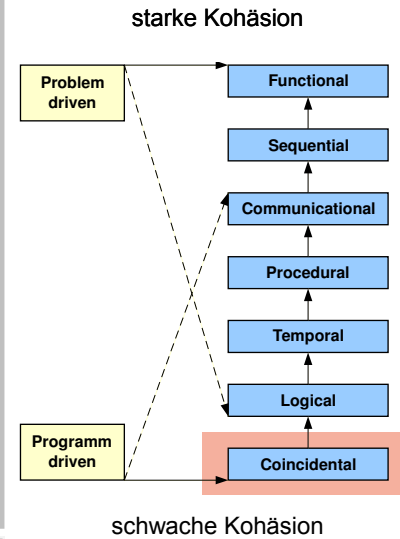 starke Kohäsion
Problem
driven
Functional
Sequential
Communicational
Procedural
Temporal
Logical
Programm
driven
Coincidental
schwache Kohäsion